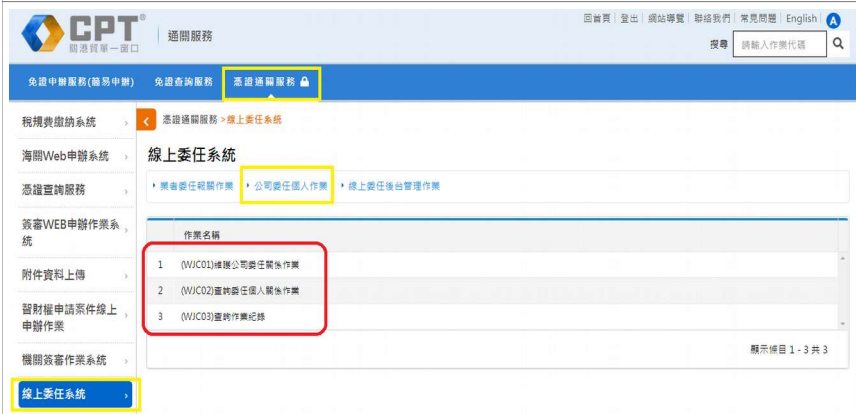 CPT®
關港貿單一窗口
通關服務
回首頁 登出 網站導覽 聯絡我們 常見問題 English A
搜尋 請輸入作業代碼
免證申辦服務(簡易申辦) 免證查詢服務 憑證通關服務
稅規費繳納系統
海關Web申辦系統
憑證查詢服務
簽審WEB申辦作業系
統
附件資料上傳
智財權申請案件線上
申辦作業
機關簽審作業系統
線上委任系統
憑證通關服務 >線上委任系統
線上委任系統
業者委任報關作業 公司委任個人作業 線上委任後台管理作業
作業名稱
1 (WJC01)維護公司委任關係作業
2 (WJC02)查詢委任個人關係作業
3 (WJC03)查詢作業紀錄
顯示條目 1 - 3 共 3